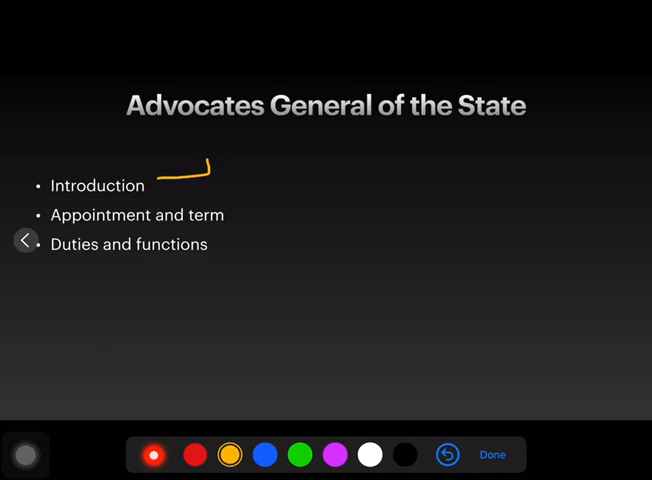 Advocates General of the State
• Introduction
• Appointment and term
• Duties and functions
Done